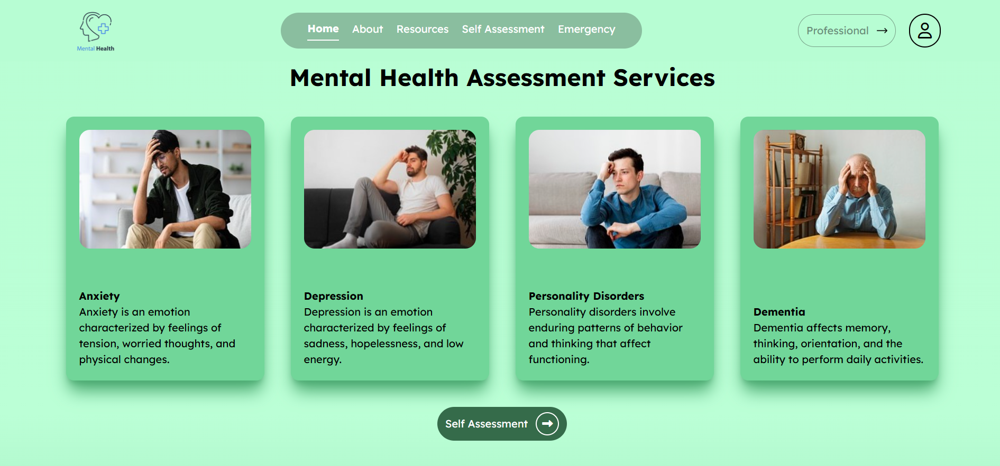 Mental Health
Home About Resources Self Assessment Emergency
Professional
Mental Health Assessment Services
Anxiety
Anxiety is an emotion
characterized by feelings of
tension, worried thoughts, and
physical changes.
Depression
Depression is an emotion
characterized by feelings of
sadness, hopelessness, and low
energy.
Personality Disorders
Personality disorders involve
enduring patterns of behavior
and thinking that affect
functioning.
Dementia
Dementia affects memory,
thinking, orientation, and the
ability to perform daily activities.
Self Assessment